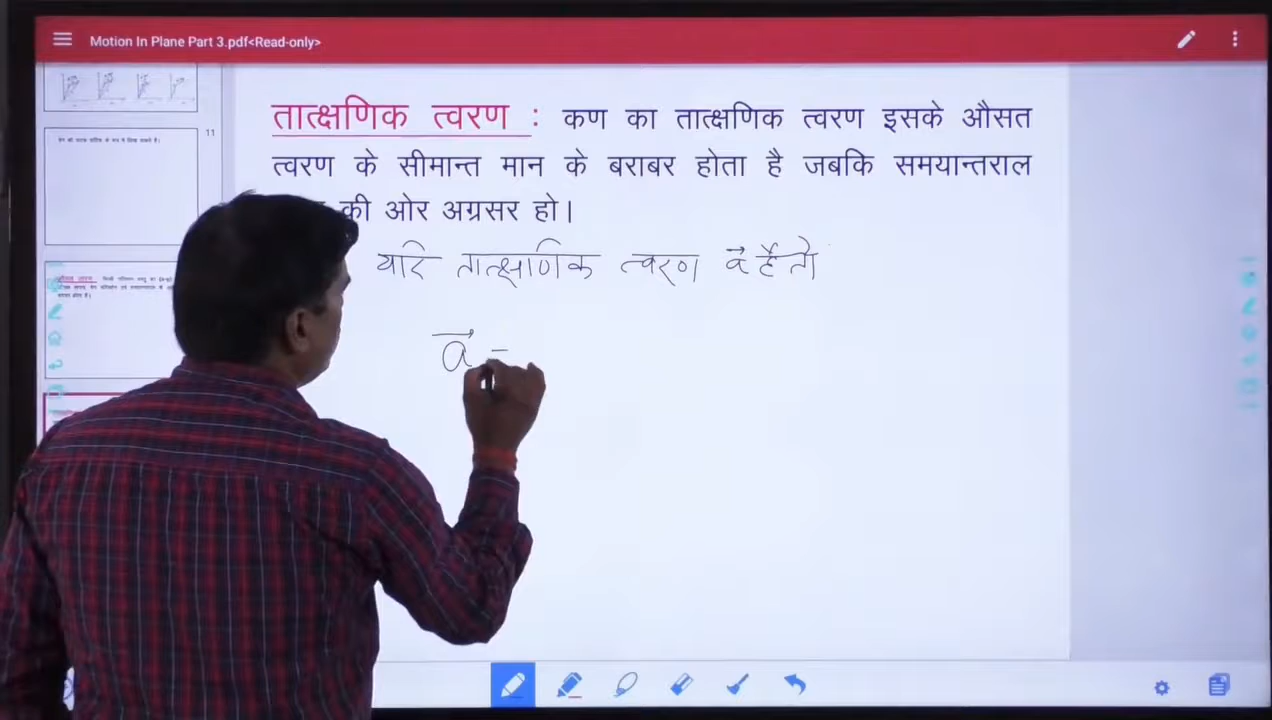 Motion In Plane Part 3.pdf<Read-only>
11
तात्क्षणिक त्वरण : कण का तात्क्षणिक त्वरण इसके औसत
त्वरण के सीमान्त मान के बराबर होता है जबकि समयान्तराल
की ओर अग्रसर हो।
यदि तात्क्षणिक त्वरण a⃗ है तो
a⃗ =